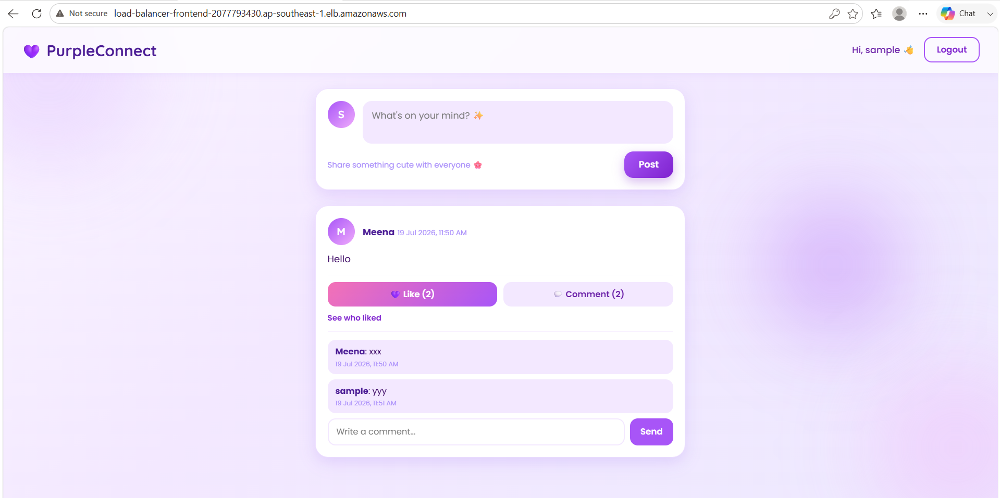 Not secure load-balancer-frontend-2077793430.ap-southeast-1.elb.amazonaws.com Chat
💜 PurpleConnect
Hi, sample 👋 Logout
S
What's on your mind? ✨
Share something cute with everyone 🌸
Post
M
Meena 19 Jul 2026, 11:50 AM
Hello
💜 Like (2)
💬 Comment (2)
See who liked
Meena: xxx
19 Jul 2026, 11:50 AM
sample: yyy
19 Jul 2026, 11:51 AM
Write a comment...
Send